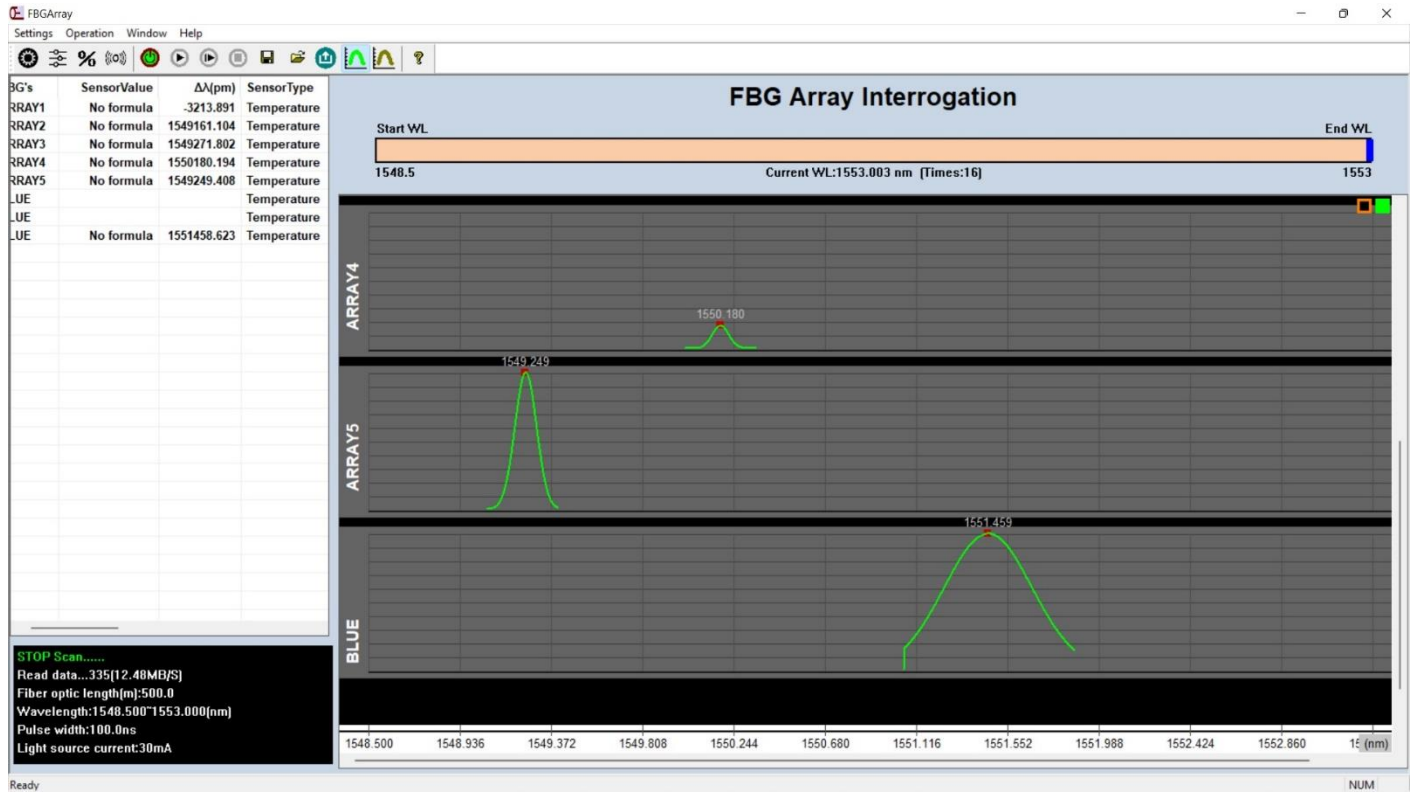 FBGArray
Settings Operation Window Help
3G's SensorValue Δλ(pm) SensorType
RRAY1 No formula -3213.891 Temperature
RRAY2 No formula 1549161.104 Temperature
RRAY3 No formula 1549271.802 Temperature
RRAY4 No formula 1550180.194 Temperature
RRAY5 No formula 1549249.408 Temperature
LUE Temperature
LUE Temperature
LUE No formula 1551458.623 Temperature
STOP Scan......
Read data...335(12.48MB/S)
Fiber optic length(m):500.0
Wavelength:1548.500~1553.000(nm)
Pulse width:100.0ns
Light source current:30mA
FBG Array Interrogation
Start WL End WL
1548.5 Current WL:1553.003 nm (Times:16) 1553
ARRAY4
1550.180
1549.249
ARRAY5
1551.459
BLUE
1548.500 1548.936 1549.372 1549.808 1550.244 1550.680 1551.116 1551.552 1551.988 1552.424 1552.860 15 (nm)
Ready NUM